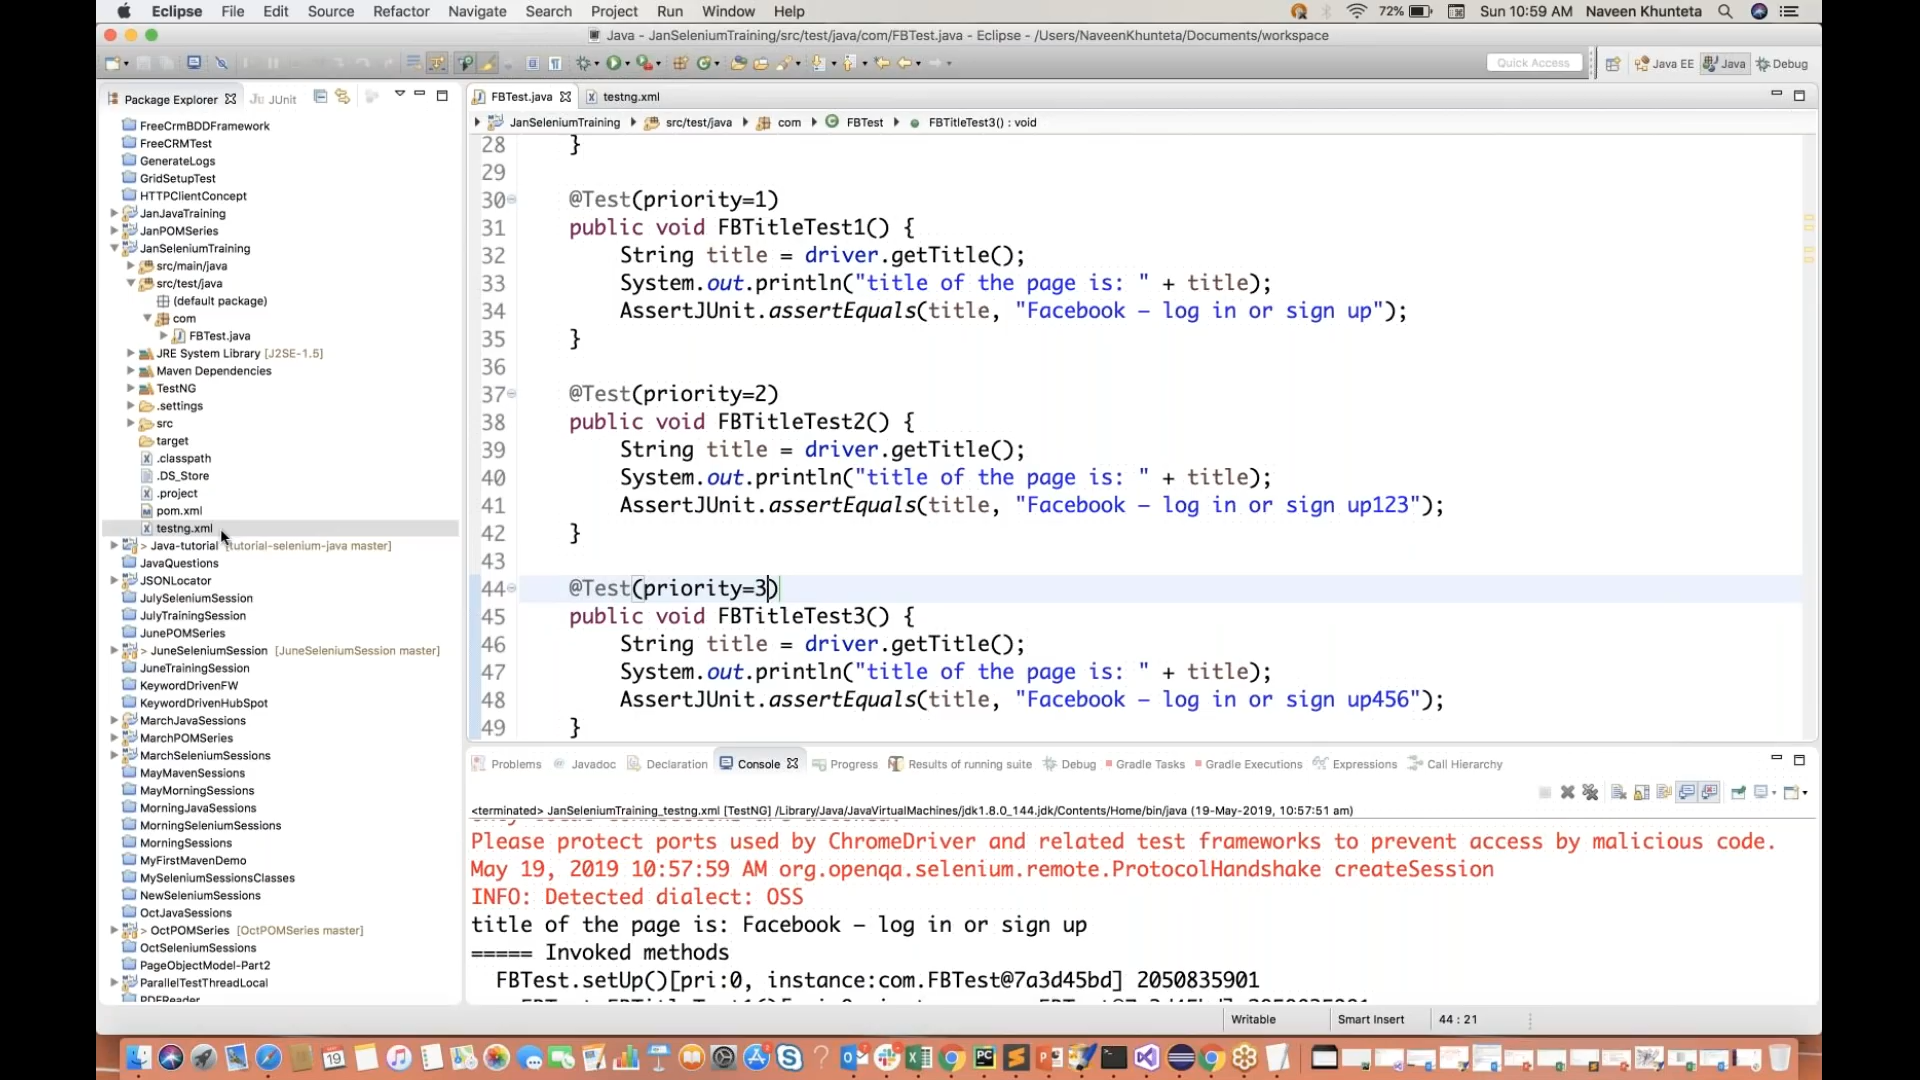 Eclipse File Edit Source Refactor Navigate Search Project Run Window Help 72% Sun 10:59 AM Naveen Khunteta
Java - JanSeleniumTraining/src/test/java/com/FBTest.java - Eclipse - /Users/NaveenKhunteta/Documents/workspace
Quick Access Java EE Java Debug
Package Explorer JUnit
FreeCrmBDDFramework
FreeCRMTest
GenerateLogs
GridSetupTest
HTTPClientConcept
JanJavaTraining
JanPOMSeries
JanSeleniumTraining
src/main/java
src/test/java
(default package)
com
FBTest.java
JRE System Library [J2SE-1.5]
Maven Dependencies
TestNG
.settings
src
target
.classpath
.DS_Store
.project
pom.xml
testng.xml
> Java-tutorial [tutorial-selenium-java master]
JavaQuestions
JSONLocator
JulySeleniumSession
JulyTrainingSession
JunePOMSeries
> JuneSeleniumSession [JuneSeleniumSession master]
JuneTrainingSession
KeywordDrivenFW
KeywordDrivenHubSpot
MarchJavaSessions
MarchPOMSeries
MarchSeleniumSessions
MayMavenSessions
MayMorningSessions
MorningJavaSessions
MorningSeleniumSessions
MorningSessions
MyFirstMavenDemo
MySeleniumSessionsClasses
NewSeleniumSessions
OctJavaSessions
> OctPOMSeries [OctPOMSeries master]
OctSeleniumSessions
PageObjectModel-Part2
ParallelTestThreadLocal
PDFReader
FBTest.java testng.xml
JanSeleniumTraining src/test/java com FBTest FBTitleTest3() : void
28 }
29
30 @Test(priority=1)
31 public void FBTitleTest1() {
32 String title = driver.getTitle();
33 System.out.println("title of the page is: " + title);
34 AssertJUnit.assertEquals(title, "Facebook – log in or sign up");
35 }
36
37 @Test(priority=2)
38 public void FBTitleTest2() {
39 String title = driver.getTitle();
40 System.out.println("title of the page is: " + title);
41 AssertJUnit.assertEquals(title, "Facebook – log in or sign up123");
42 }
43
44 @Test(priority=3)
45 public void FBTitleTest3() {
46 String title = driver.getTitle();
47 System.out.println("title of the page is: " + title);
48 AssertJUnit.assertEquals(title, "Facebook – log in or sign up456");
49 }
Problems Javadoc Declaration Console Progress Results of running suite Debug Gradle Tasks Gradle Executions Expressions Call Hierarchy
<terminated> JanSeleniumTraining_testng.xml [TestNG] /Library/Java/JavaVirtualMachines/jdk1.8.0_144.jdk/Contents/Home/bin/java (19-May-2019, 10:57:51 am)
Please protect ports used by ChromeDriver and related test frameworks to prevent access by malicious code.
May 19, 2019 10:57:59 AM org.openqa.selenium.remote.ProtocolHandshake createSession
INFO: Detected dialect: OSS
title of the page is: Facebook – log in or sign up
===== Invoked methods
FBTest.setUp()[pri:0, instance:com.FBTest@7a3d45bd] 2050835901
Writable Smart Insert 44 : 21